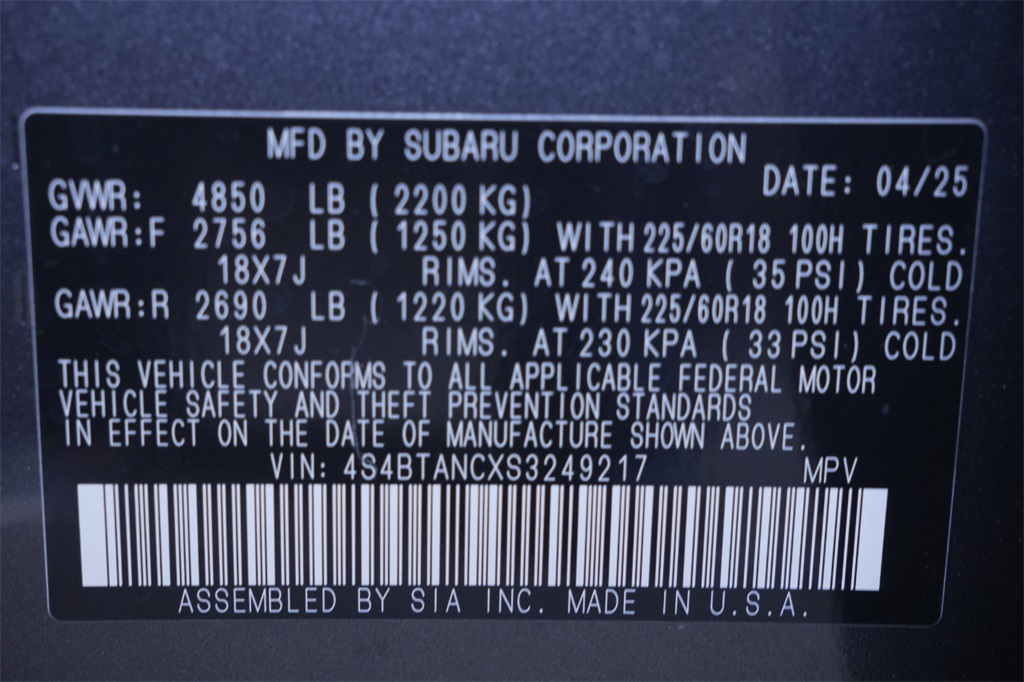 MFD BY SUBARU CORPORATION
DATE: 04/25
GVWR: 4850 LB ( 2200 KG)
GAWR:F 2756 LB ( 1250 KG) WITH 225/60R18 100H TIRES.
18X7J RIMS. AT 240 KPA ( 35 PSI) COLD
GAWR:R 2690 LB ( 1220 KG) WITH 225/60R18 100H TIRES.
18X7J RIMS. AT 230 KPA ( 33 PSI) COLD
THIS VEHICLE CONFORMS TO ALL APPLICABLE FEDERAL MOTOR
VEHICLE SAFETY AND THEFT PREVENTION STANDARDS
IN EFFECT ON THE DATE OF MANUFACTURE SHOWN ABOVE.
VIN: 4S4BTANCXS3249217 MPV
ASSEMBLED BY SIA INC. MADE IN U.S.A.